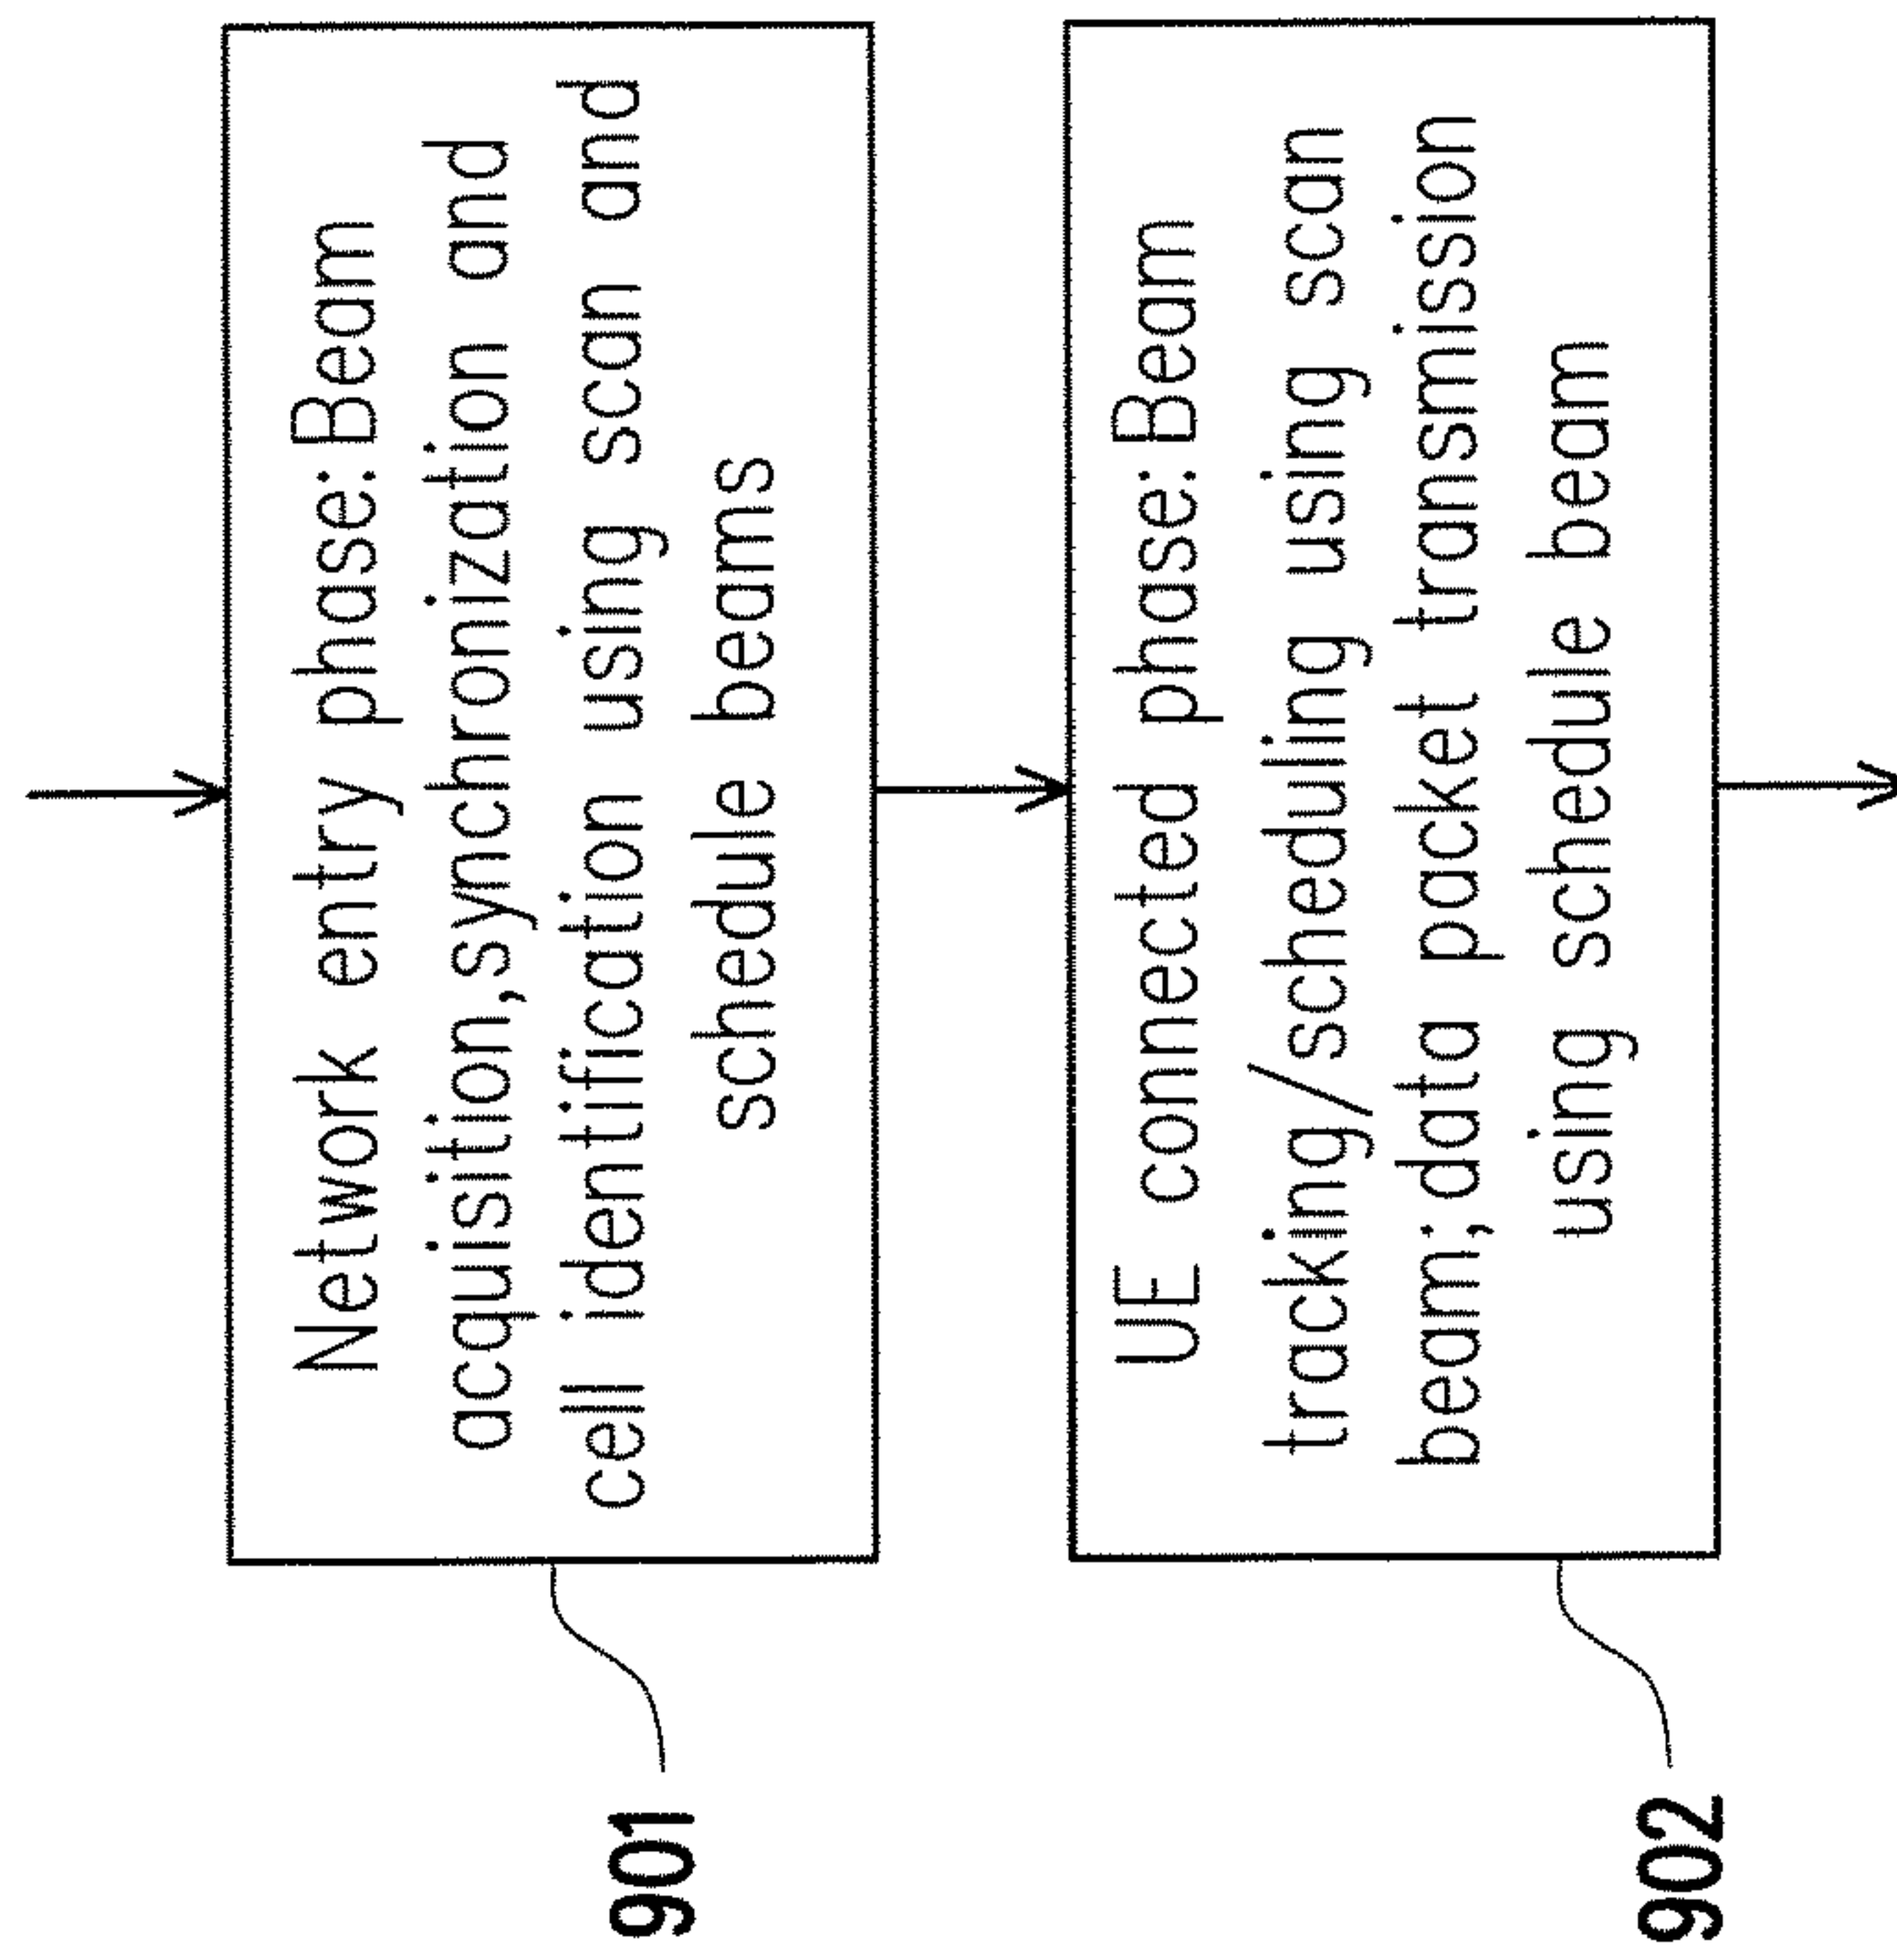 Network entry phase:Beam
acquisition,synchronization and
cell identification using scan and
schedule beams
901
UE connected phase:Beam
tracking/scheduling using scan
beam;data packet transmission
using schedule beam
902